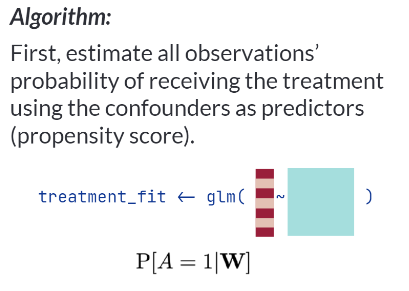 Algorithm:
First, estimate all observations’
probability of receiving the treatment
using the confounders as predictors
(propensity score).
treatment_fit ← glm( ~ )
P[A = 1|W]